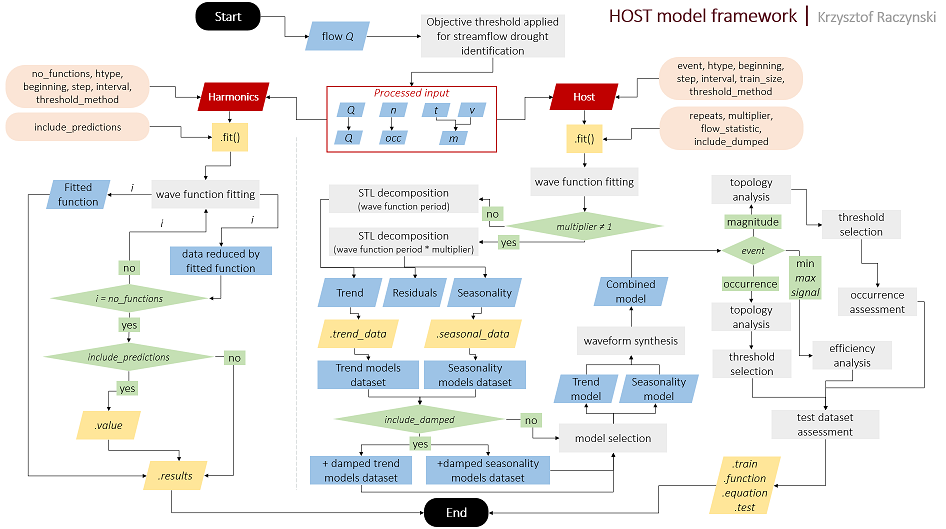 HOST model framework | Krzysztof Raczynski
Start
flow Q
Objective threshold applied
for streamflow drought
identification
no_functions, htype,
beginning, step, interval,
threshold_method
Harmonics
Processed input
Q
n
t
v
Q
occ
m
Host
event, htype, beginning,
step, interval, train_size,
threshold_method
include_predictions
.fit()
.fit()
repeats, multiplier,
flow_statistic,
include_dumped
Fitted
function
i
wave function fitting
i
i
data reduced by
fitted function
no
i = no_functions
yes
include_predictions
no
yes
.value
.results
wave function fitting
STL decomposition
(wave function period)
no
multiplier ≠ 1
STL decomposition
(wave function period * multiplier)
yes
Trend
Residuals
Seasonality
.trend_data
.seasonal_data
Trend models
dataset
Seasonality
models dataset
include_damped
no
yes
+ damped trend
models dataset
+damped seasonality
models dataset
Combined
model
waveform synthesis
Trend
model
Seasonality
model
model selection
topology
analysis
magnitude
threshold
selection
event
min
max
signal
occurrence
occurrence
assessment
topology
analysis
threshold
selection
efficiency
analysis
test dataset
assessment
.train
.function
.equation
.test
End